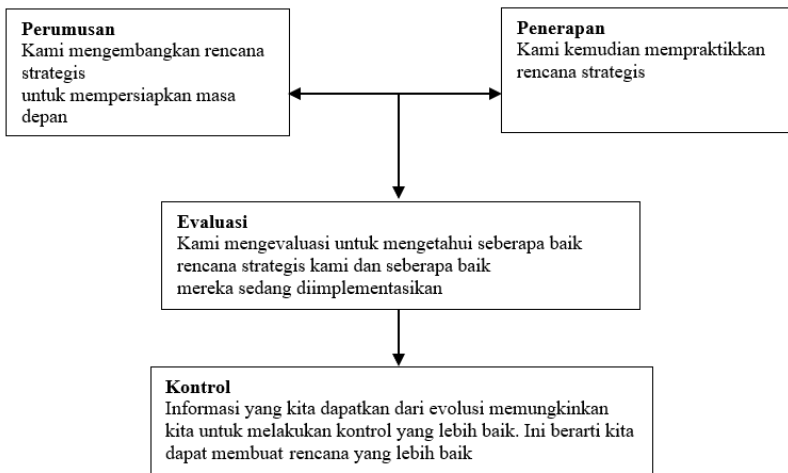 Perumusan
Kami mengembangkan rencana
strategis
untuk mempersiapkan masa
depan
Penerapan
Kami kemudian mempraktikkan
rencana strategis
Evaluasi
Kami mengevaluasi untuk mengetahui seberapa baik
rencana strategis kami dan seberapa baik
mereka sedang diimplementasikan
Kontrol
Informasi yang kita dapatkan dari evolusi memungkinkan
kita untuk melakukan kontrol yang lebih baik. Ini berarti kita
dapat membuat rencana yang lebih baik